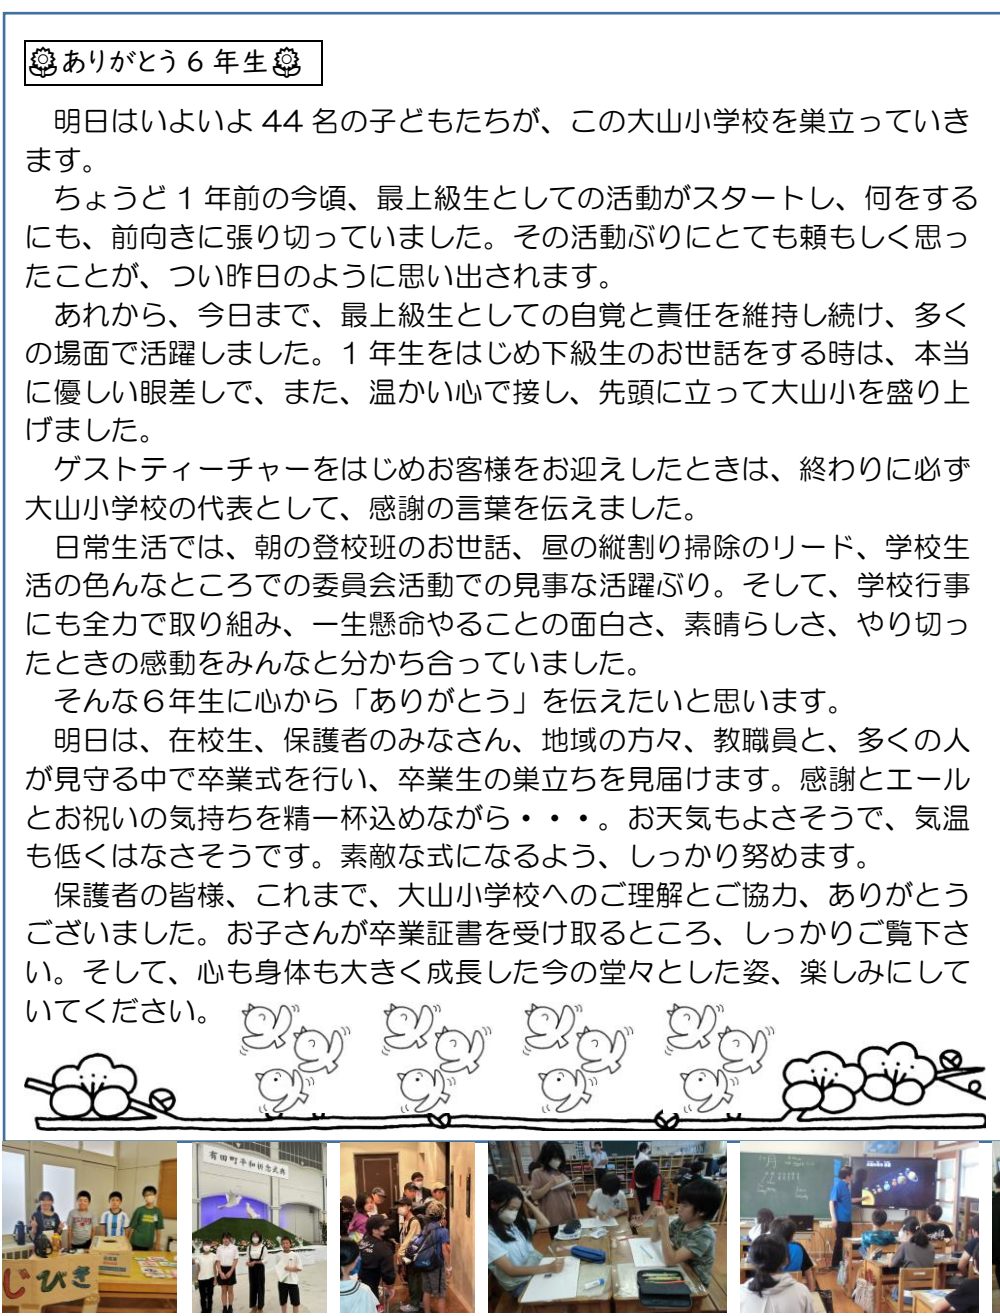 ありがとう6年生
明日はいよいよ44名の子どもたちが、この大山小学校を巣立っていき
ます。
ちょうど1年前の今頃、最上級生としての活動がスタートし、何をする
にも、前向きに張り切っていました。その活動ぶりにとても頼もしく思っ
たことが、つい昨日のように思い出されます。
あれから、今日まで、最上級生としての自覚と責任を維持し続け、多く
の場面で活躍しました。1年生をはじめ下級生のお世話をする時は、本当
に優しい眼差しで、また、温かい心で接し、先頭に立って大山小を盛り上
げました。
ゲストティーチャーをはじめお客様をお迎えしたときは、終わりに必ず
大山小学校の代表として、感謝の言葉を伝えました。
日常生活では、朝の登校班のお世話、昼の縦割り掃除のリード、学校生
活の色んなところでの委員会活動での見事な活躍ぶり。そして、学校行事
にも全力で取り組み、一生懸命やることの面白さ、素晴らしさ、やり切っ
たときの感動をみんなと分かち合っていました。
そんな6年生に心から「ありがとう」を伝えたいと思います。
明日は、在校生、保護者のみなさん、地域の方々、教職員と、多くの人
が見守る中で卒業式を行い、卒業生の巣立ちを見届けます。感謝とエール
とお祝いの気持ちを精一杯込めながら・・・。お天気もよさそうで、気温
も低くはなさそうです。素敵な式になるよう、しっかり努めます。
保護者の皆様、これまで、大山小学校へのご理解とご協力、ありがとう
ございました。お子さんが卒業証書を受け取るところ、しっかりご覧下さ
い。そして、心も身体も大きく成長した今の堂々とした姿、楽しみにして
いてください。
有田町平和祈念式典
じびき